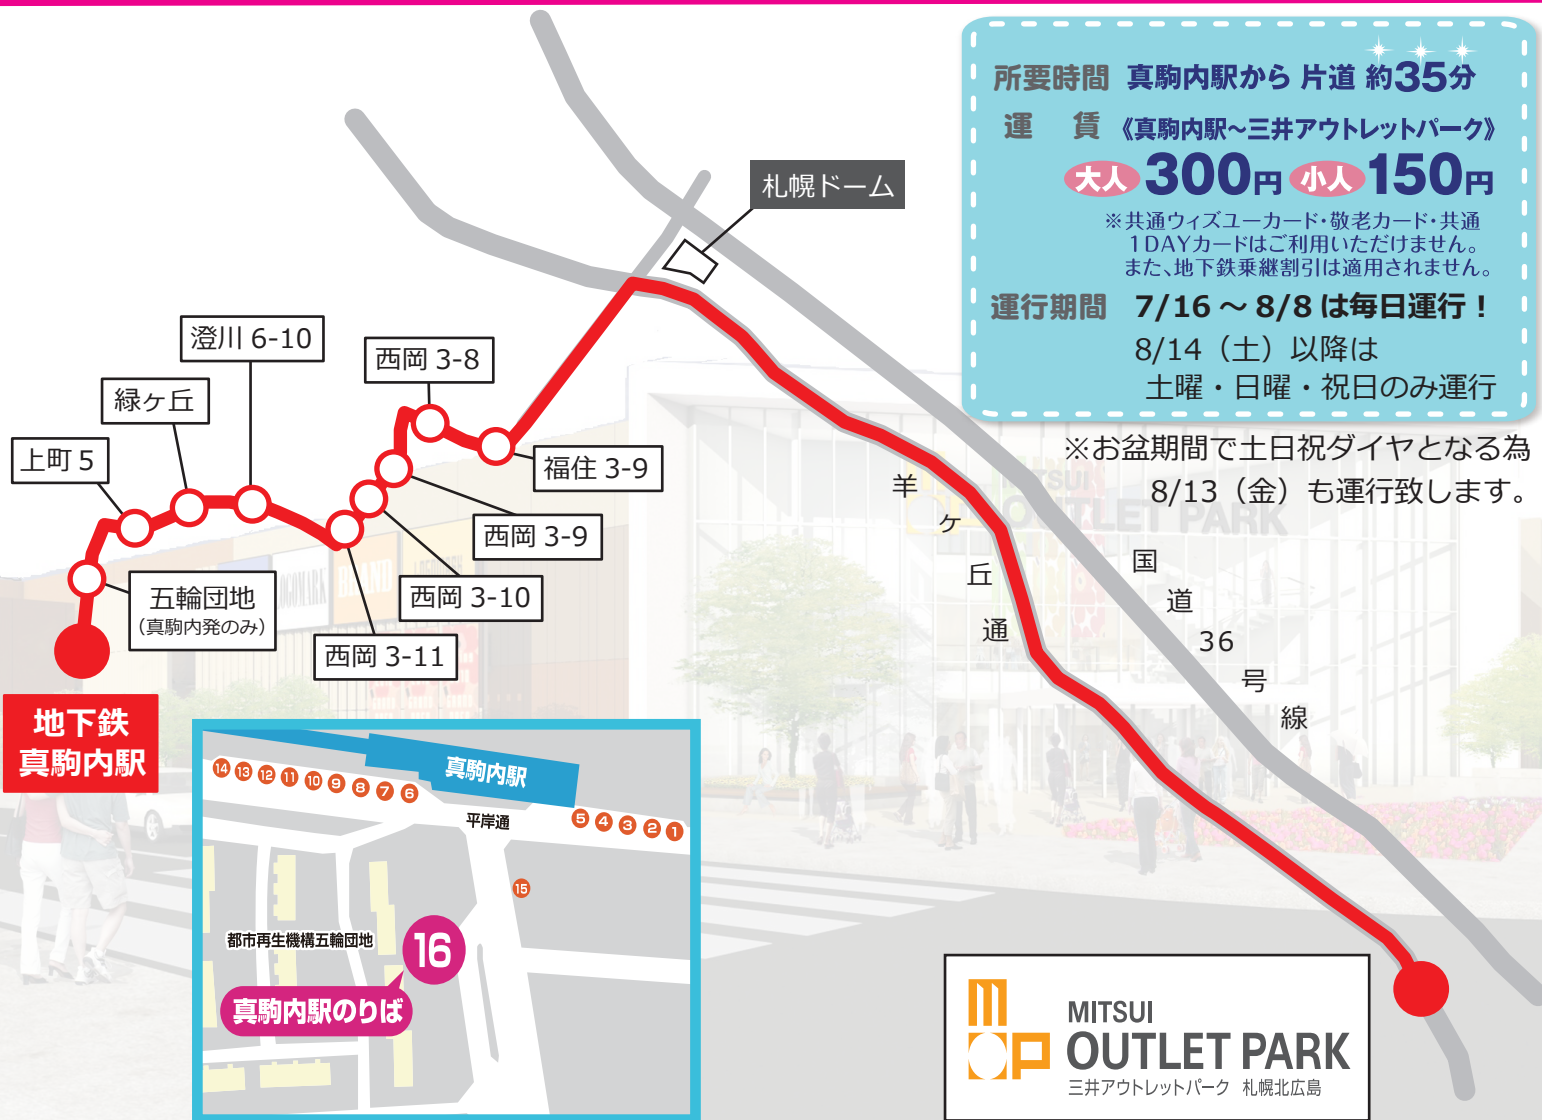 所要時間 真駒内駅から 片道 約35分
運 賃 《真駒内駅～三井アウトレットパーク》
大人 300円 小人 150円
※共通ウィズユーカード・敬老カード・共通
1DAYカードはご利用いただけません。
また、地下鉄乗継割引は適用されません。
運行期間 7/16 ～ 8/8 は毎日運行！
8/14（土）以降は
土曜・日曜・祝日のみ運行
※お盆期間で土日祝ダイヤとなる為
8/13（金）も運行致します。
札幌ドーム
澄川 6-10
西岡 3-8
緑ヶ丘
上町 5
福住 3-9
西岡 3-9
西岡 3-10
西岡 3-11
五輪団地
（真駒内発のみ）
地下鉄
真駒内駅
羊ケ丘通
国道36号線
MITSUI
OUTLET PARK
BRAND
真駒内駅
14 13 12 11 10 9 8 7 6
平岸通
5 4 3 2 1
15
都市再生機構五輪団地
16
真駒内駅のりば
mop
MITSUI
OUTLET PARK
三井アウトレットパーク 札幌北広島